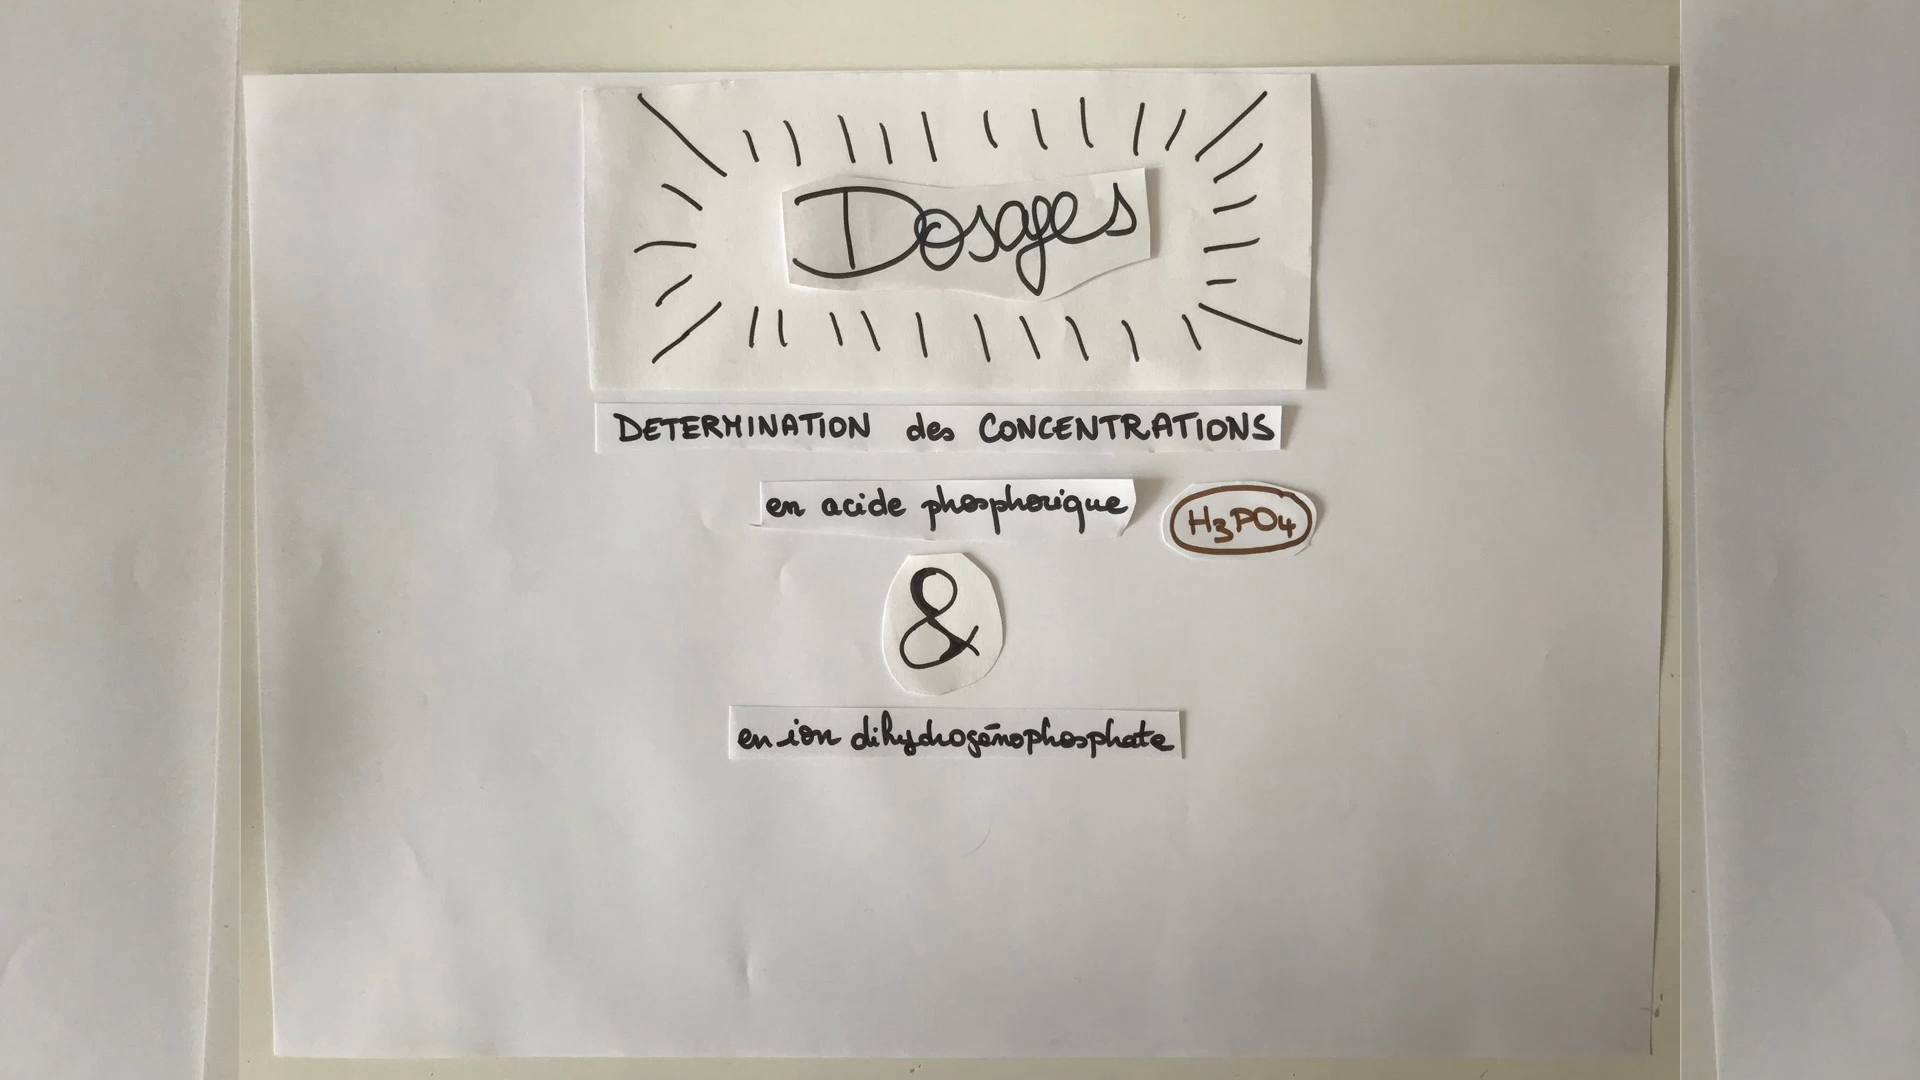 Dosages
DETERMINATION des CONCENTRATIONS
en acide phosphorique H3PO4
&
en ion dihydrogénophosphate